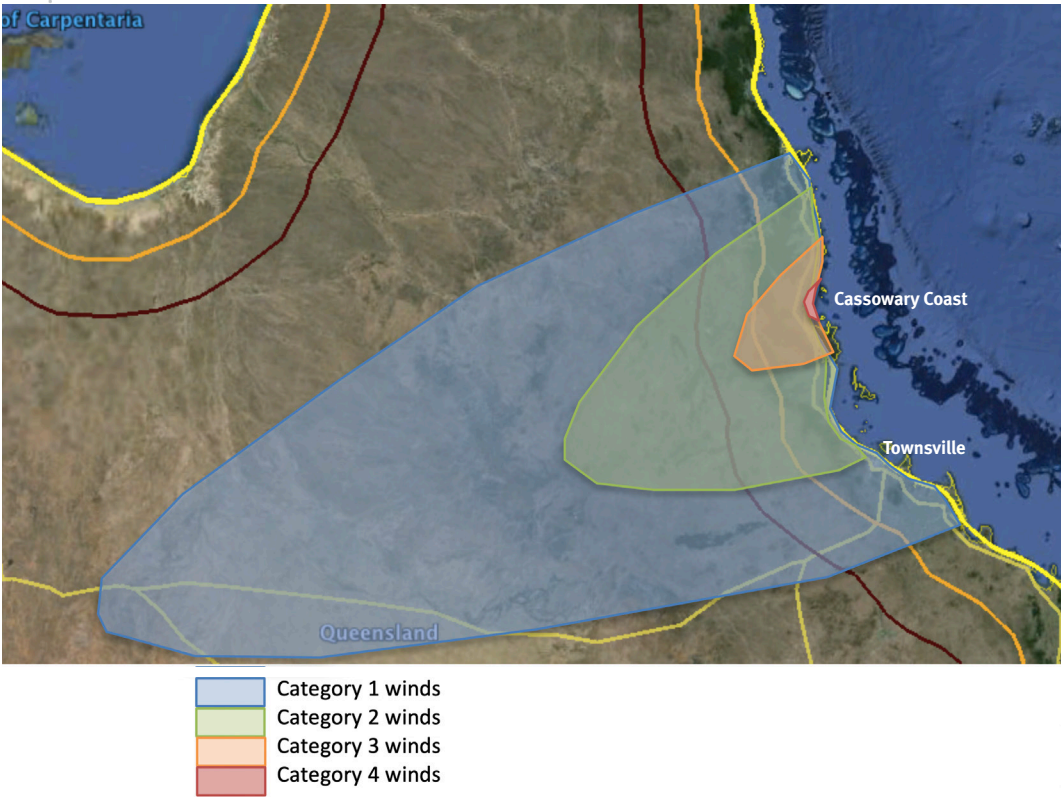 of Carpentaria
Cassowary Coast
Townsville
Queensland
Category 1 winds
Category 2 winds
Category 3 winds
Category 4 winds